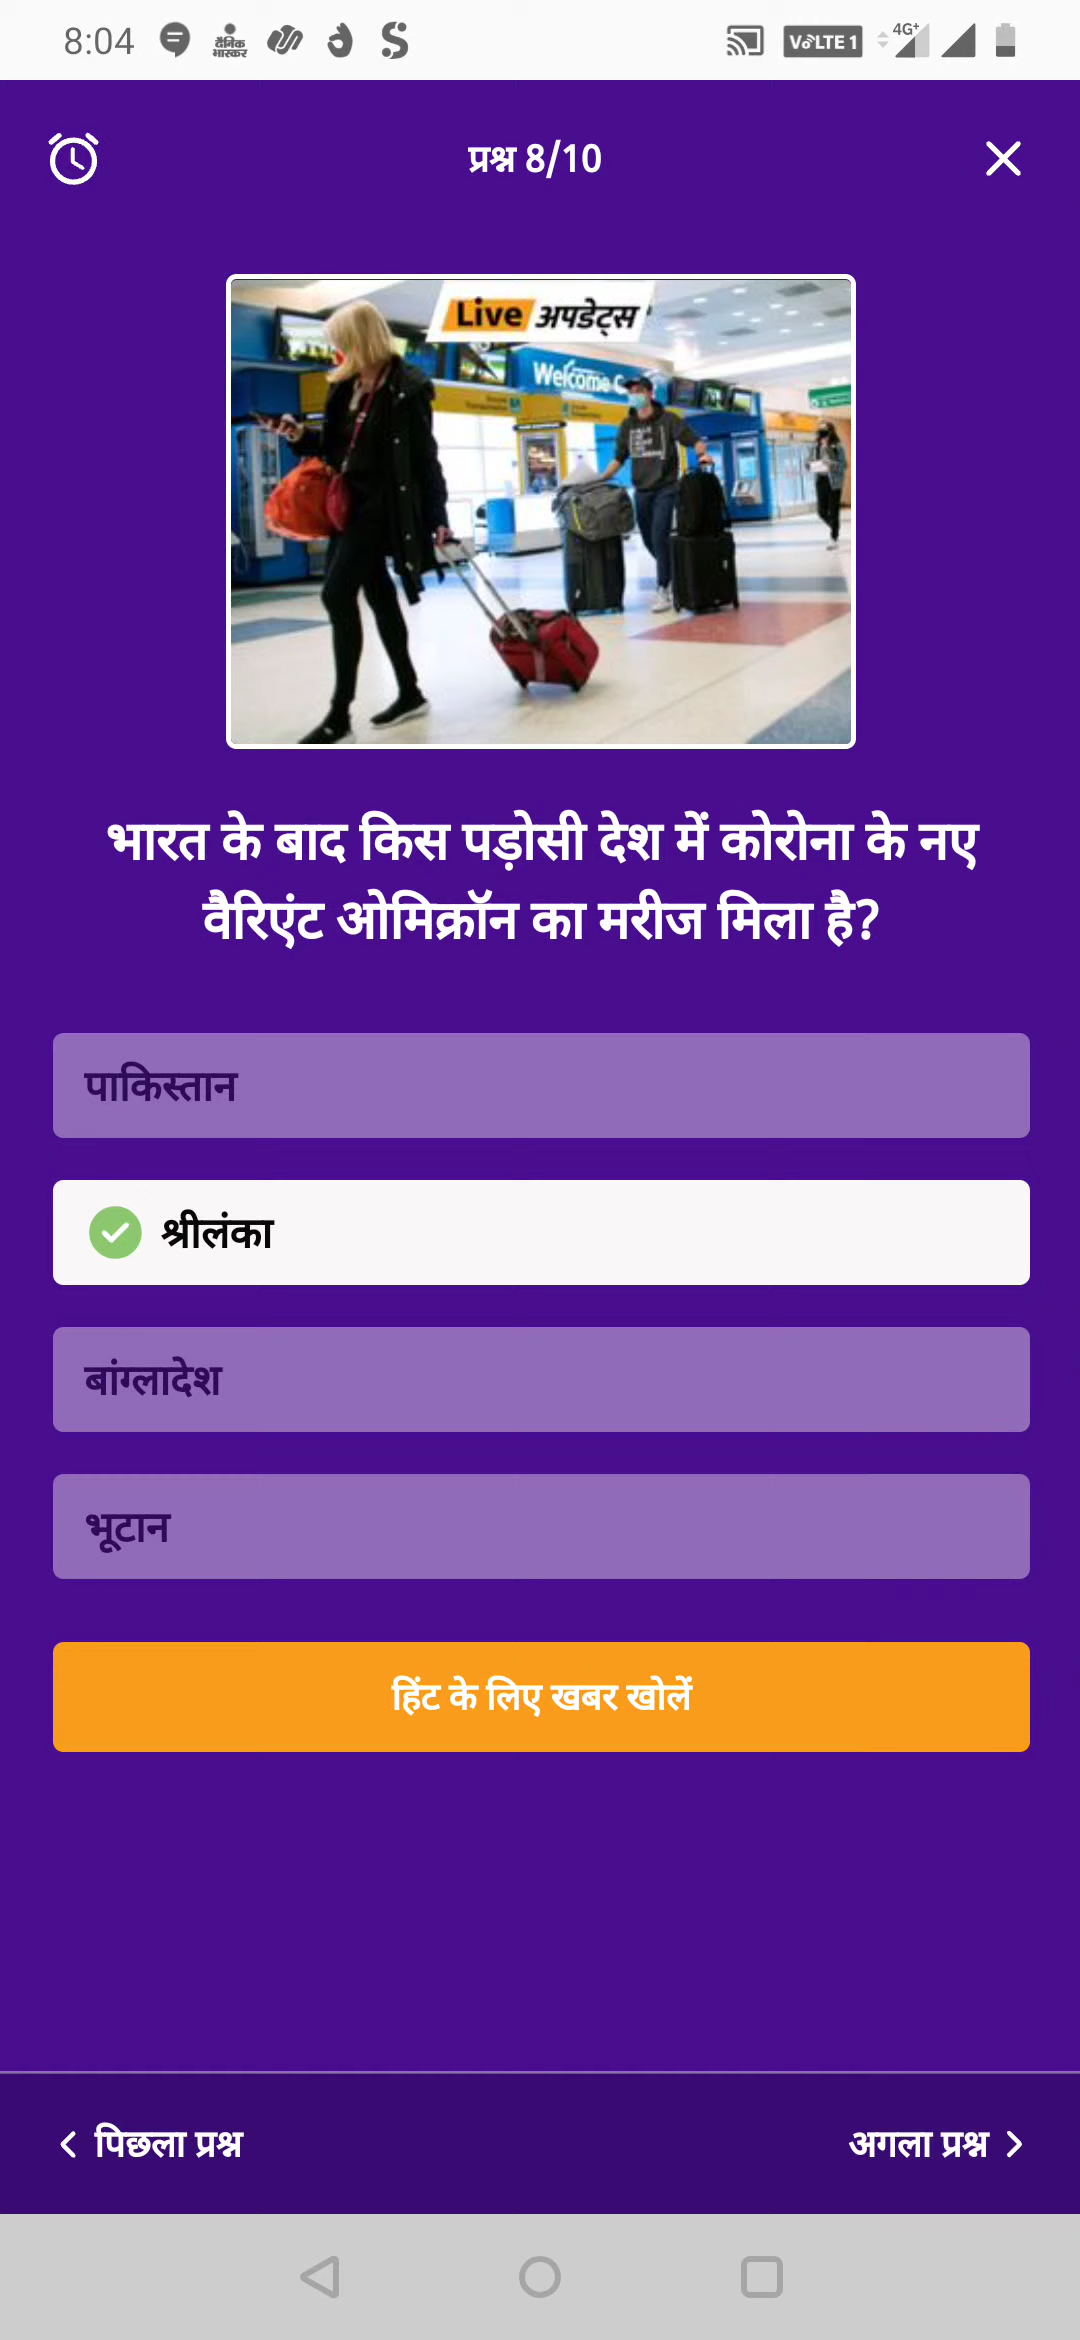 8:04 दैनिक भास्कर VoLTE 1 4G+
प्रश्न 8/10
Live अपडेट्स
Welcome
भारत के बाद किस पड़ोसी देश में कोरोना के नए
वैरिएंट ओमिक्रॉन का मरीज मिला है?
पाकिस्तान
श्रीलंका
बांग्लादेश
भूटान
हिंट के लिए खबर खोलें
पिछला प्रश्न अगला प्रश्न